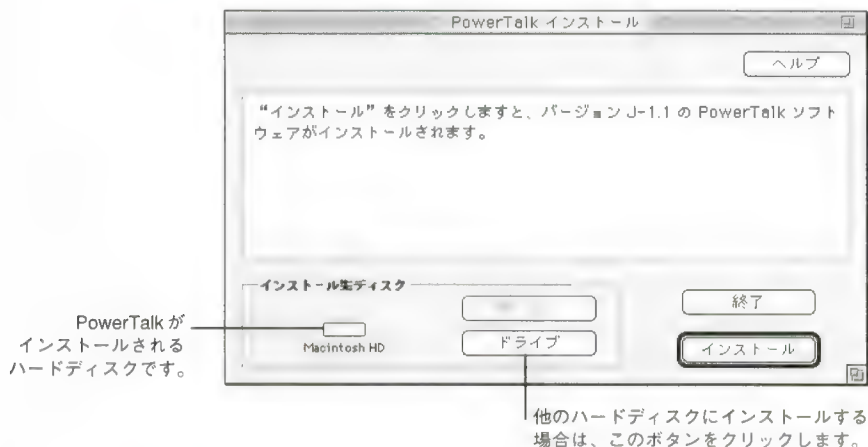 PowerTalk インストール
ヘルプ
“インストール”をクリックしますと、バージョン J-1.1 の PowerTalk ソフト
ウェアがインストールされます。
インストール先ディスク
Macintosh HD
ドライブ
終了
インストール
PowerTalk が
インストールされる
ハードディスクです。
他のハードディスクにインストールする
場合は、このボタンをクリックします。